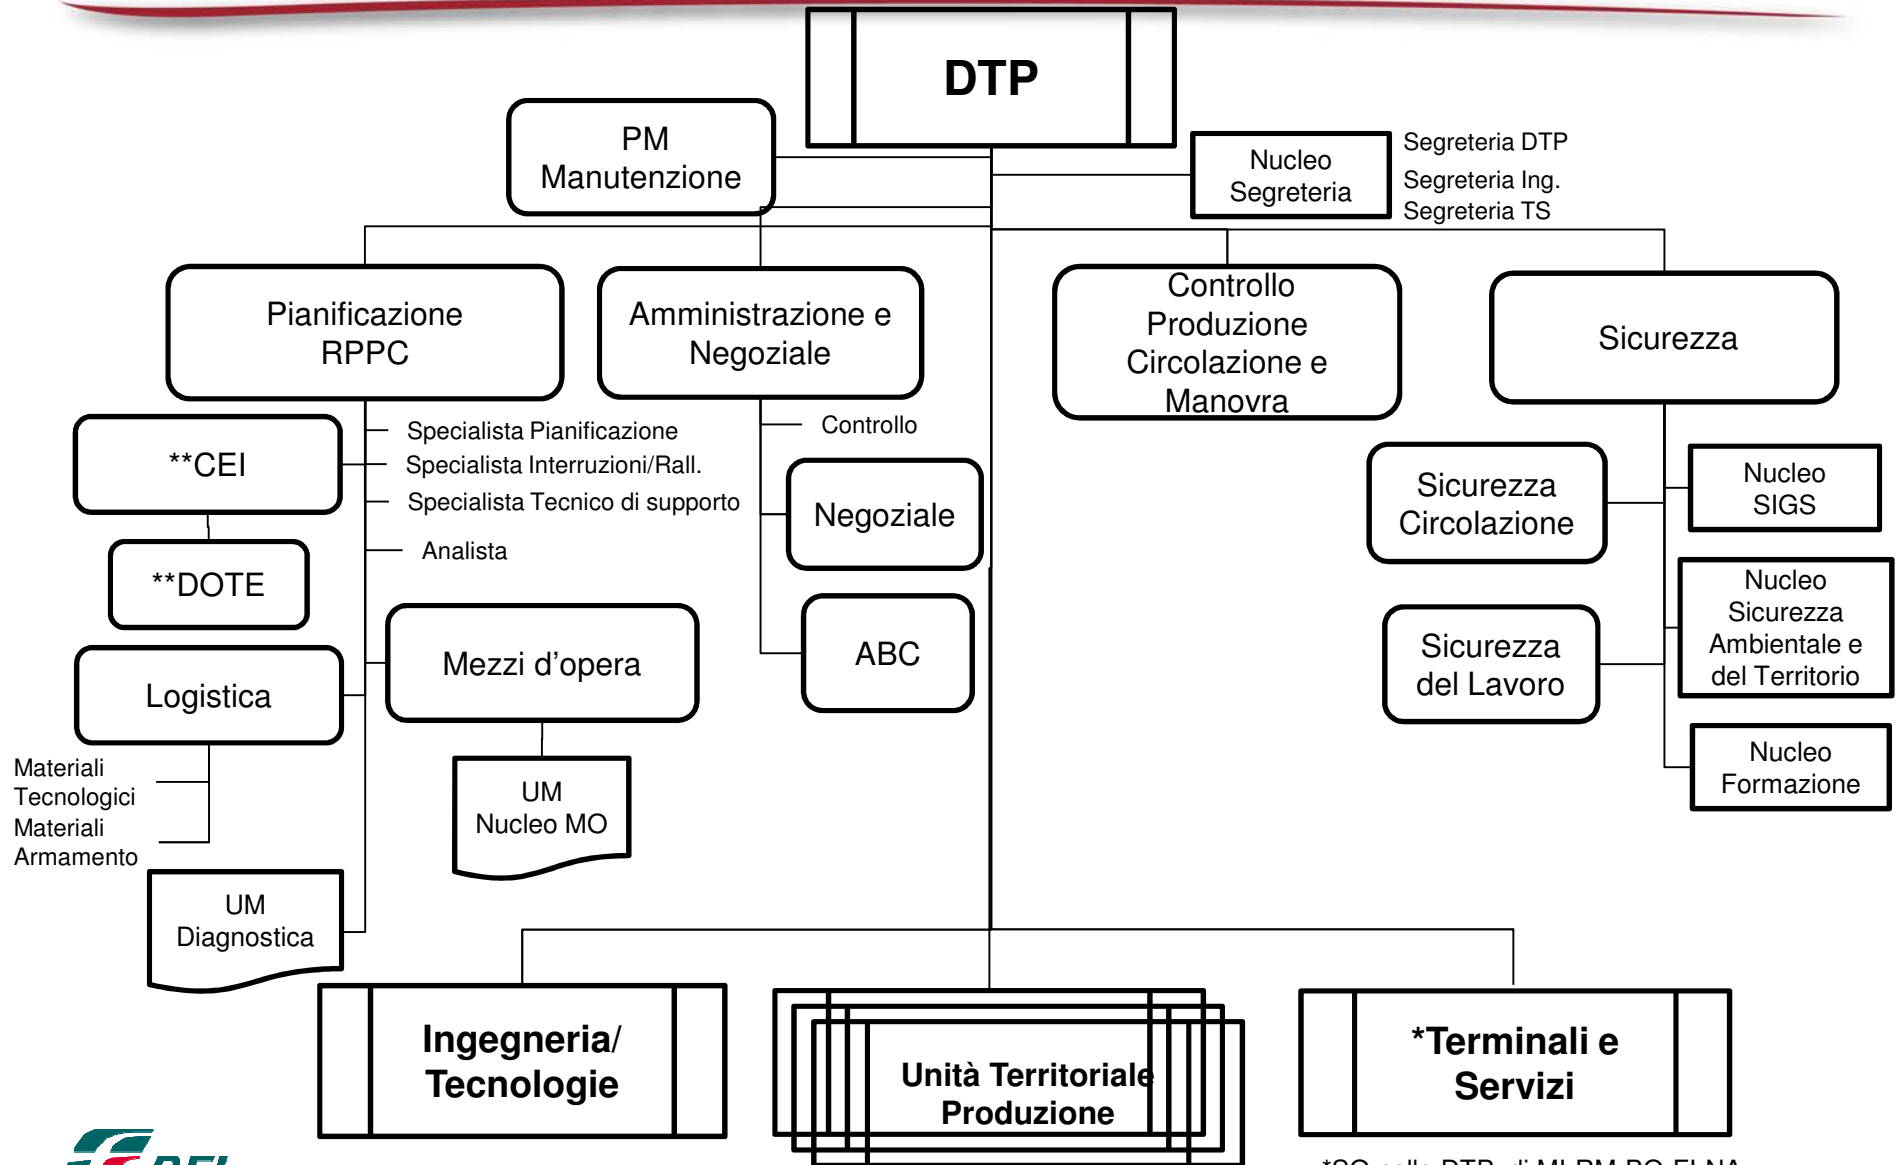 DTP
PM
Manutenzione
Nucleo
Segreteria
Segreteria DTP
Segreteria Ing.
Segreteria TS
Pianificazione
RPPC
Amministrazione e
Negoziale
Controllo
Produzione
Circolazione e
Manovra
Sicurezza
**CEI
Specialista Pianificazione
Specialista Interruzioni/Rall.
Specialista Tecnico di supporto
Analista
**DOTE
Controllo
Negoziale
ABC
Sicurezza
Circolazione
Nucleo
SIGS
Nucleo
Sicurezza
Ambientale e
del Territorio
Sicurezza
del Lavoro
Nucleo
Formazione
Logistica
Mezzi d’opera
Materiali
Tecnologici
Materiali
Armamento
UM
Nucleo MO
UM
Diagnostica
Ingegneria/
Tecnologie
Unità Territoriale
Produzione
*Terminali e
Servizi
RFI